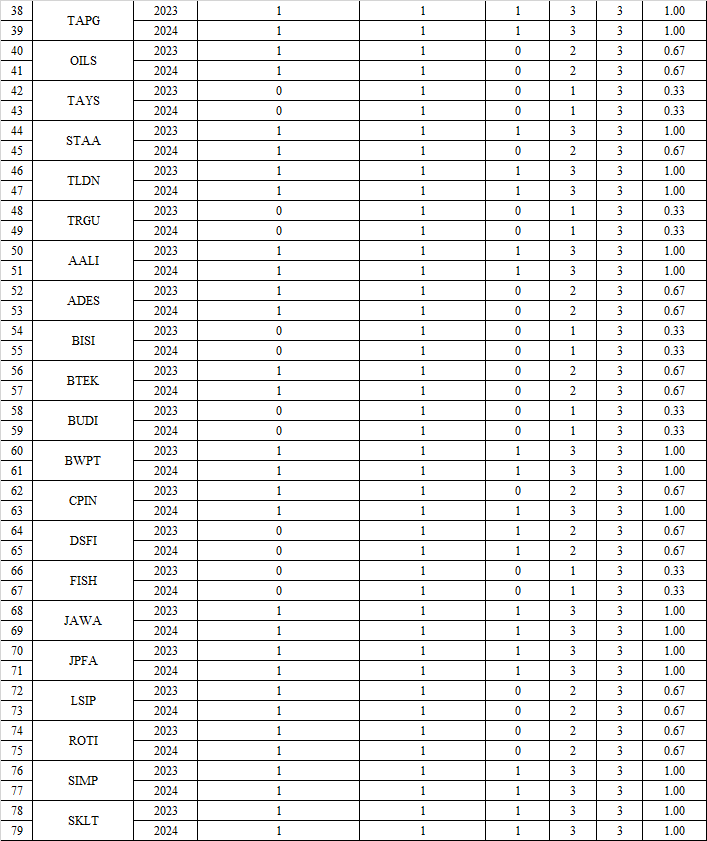 38 TAPG 2023 1 1 1 3 3 1.00
39 2024 1 1 1 3 3 1.00
40 OILS 2023 1 1 0 2 3 0.67
41 2024 1 1 0 2 3 0.67
42 TAYS 2023 0 1 0 1 3 0.33
43 2024 0 1 0 1 3 0.33
44 STAA 2023 1 1 1 3 3 1.00
45 2024 1 1 0 2 3 0.67
46 TLDN 2023 1 1 1 3 3 1.00
47 2024 1 1 1 3 3 1.00
48 TRGU 2023 0 1 0 1 3 0.33
49 2024 0 1 0 1 3 0.33
50 AALI 2023 1 1 1 3 3 1.00
51 2024 1 1 1 3 3 1.00
52 ADES 2023 1 1 0 2 3 0.67
53 2024 1 1 0 2 3 0.67
54 BISI 2023 0 1 0 1 3 0.33
55 2024 0 1 0 1 3 0.33
56 BTEK 2023 1 1 0 2 3 0.67
57 2024 1 1 0 2 3 0.67
58 BUDI 2023 0 1 0 1 3 0.33
59 2024 0 1 0 1 3 0.33
60 BWPT 2023 1 1 1 3 3 1.00
61 2024 1 1 1 3 3 1.00
62 CPIN 2023 1 1 0 2 3 0.67
63 2024 1 1 1 3 3 1.00
64 DSFI 2023 0 1 1 2 3 0.67
65 2024 0 1 1 2 3 0.67
66 FISH 2023 0 1 0 1 3 0.33
67 2024 0 1 0 1 3 0.33
68 JAWA 2023 1 1 1 3 3 1.00
69 2024 1 1 1 3 3 1.00
70 JPFA 2023 1 1 1 3 3 1.00
71 2024 1 1 1 3 3 1.00
72 LSIP 2023 1 1 0 2 3 0.67
73 2024 1 1 0 2 3 0.67
74 ROTI 2023 1 1 0 2 3 0.67
75 2024 1 1 0 2 3 0.67
76 SIMP 2023 1 1 1 3 3 1.00
77 2024 1 1 1 3 3 1.00
78 SKLT 2023 1 1 1 3 3 1.00
79 2024 1 1 1 3 3 1.00